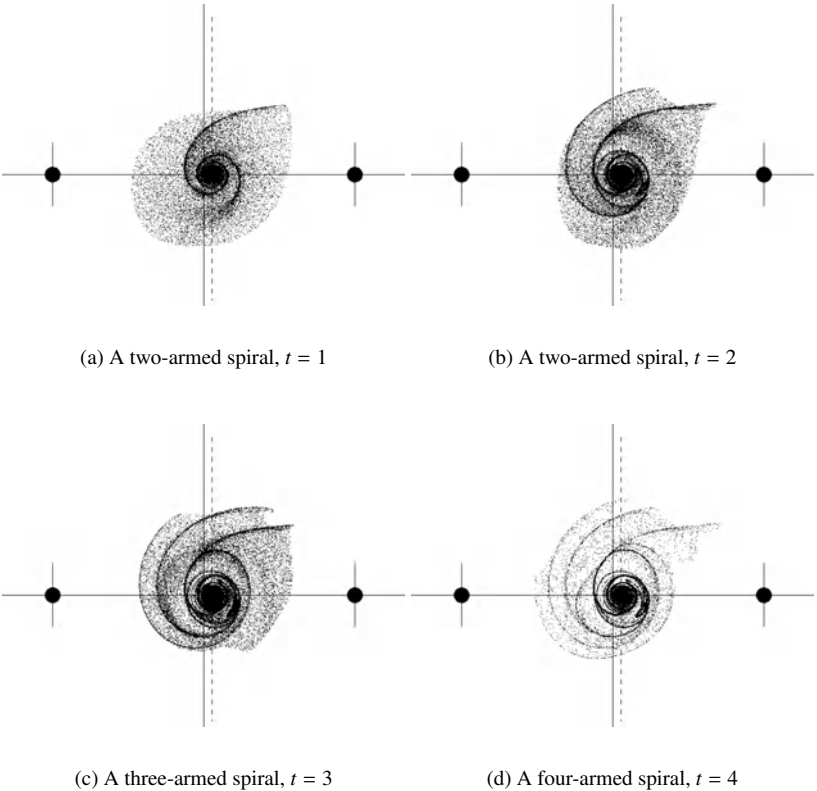 (a) A two-armed spiral, t = 1
(b) A two-armed spiral, t = 2
(c) A three-armed spiral, t = 3
(d) A four-armed spiral, t = 4